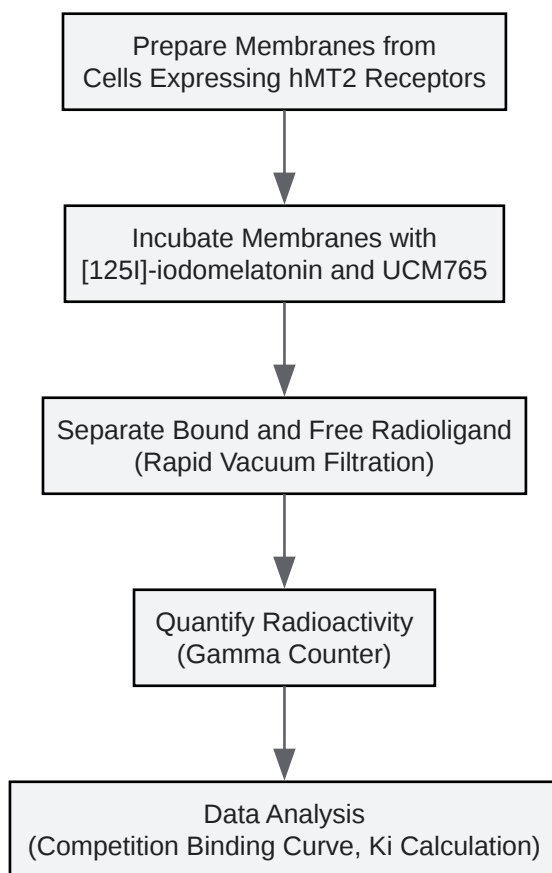 Prepare Membranes from
Cells Expressing hMT2 Receptors
Incubate Membranes with
[125I]-iodomelatonin and UCM765
Separate Bound and Free Radioligand
(Rapid Vacuum Filtration)
Quantify Radioactivity
(Gamma Counter)
Data Analysis
(Competition Binding Curve, Ki Calculation)